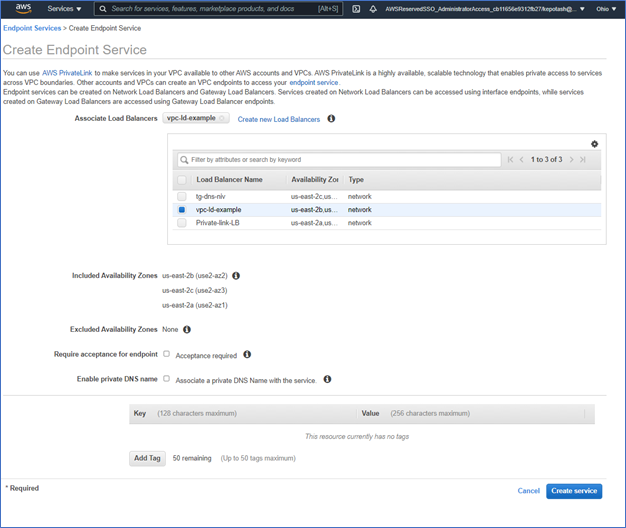 aws
Services
Search for services, features, marketplace products, and docs [Alt+S]
AWSReservedSSO_AdministratorAccess_cb11656e9312fb27/kepolash@...
Ohio
Endpoint Services > Create Endpoint Service
Create Endpoint Service
You can use AWS PrivateLink to make services in your VPC available to other AWS accounts and VPCs. AWS PrivateLink is a highly available, scalable technology that enables private access to services
across VPC boundaries. Other accounts and VPCs can create an VPC endpoints to access your endpoint service.
Endpoint services can be created on Network Load Balancers and Gateway Load Balancers. Services created on Network Load Balancers can be accessed using interface endpoints, while services
created on Gateway Load Balancers are accessed using Gateway Load Balancer endpoints.
Associate Load Balancers vpc-ld-example Create new Load Balancers
Filter by attributes or search by keyword
1 to 3 of 3
Load Balancer Name Availability Zo Type
tg-dns-niv us-east-2c,us... network
vpc-ld-example us-east-2b,us... network
Private-link-LB us-east-2a,us... network
Included Availability Zones us-east-2b (use2-az2)
us-east-2c (use2-az3)
us-east-2a (use2-az1)
Excluded Availability Zones None
Require acceptance for endpoint Acceptance required
Enable private DNS name Associate a private DNS Name with the service.
Key (128 characters maximum) Value (256 characters maximum)
This resource currently has no tags
Add Tag 50 remaining (Up to 50 tags maximum)
* Required
Cancel Create service